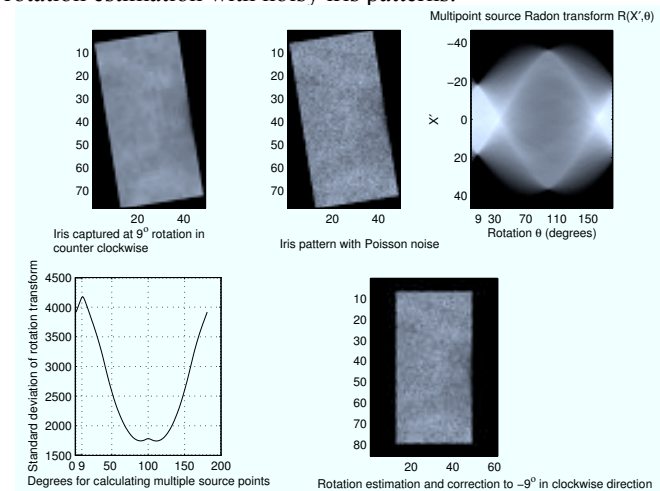 rotation estimation with noisy iris patterns.
Multipoint source Radon transform R(X′,θ)
10
20
30
40
50
60
70
20 40
Iris captured at 9° rotation in
counter clockwise
10
20
30
40
50
60
70
20 40
Iris pattern with Poisson noise
X′
−40
−20
0
20
40
9 30 70 110 150
Rotation θ (degrees)
Standard deviation of rotation transform
4500
4000
3500
3000
2500
2000
1500
0 9 50 100 150 200
Degrees for calculating multiple source points
10
20
30
40
50
60
70
80
20 40 60
Rotation estimation and correction to −9° in clockwise direction